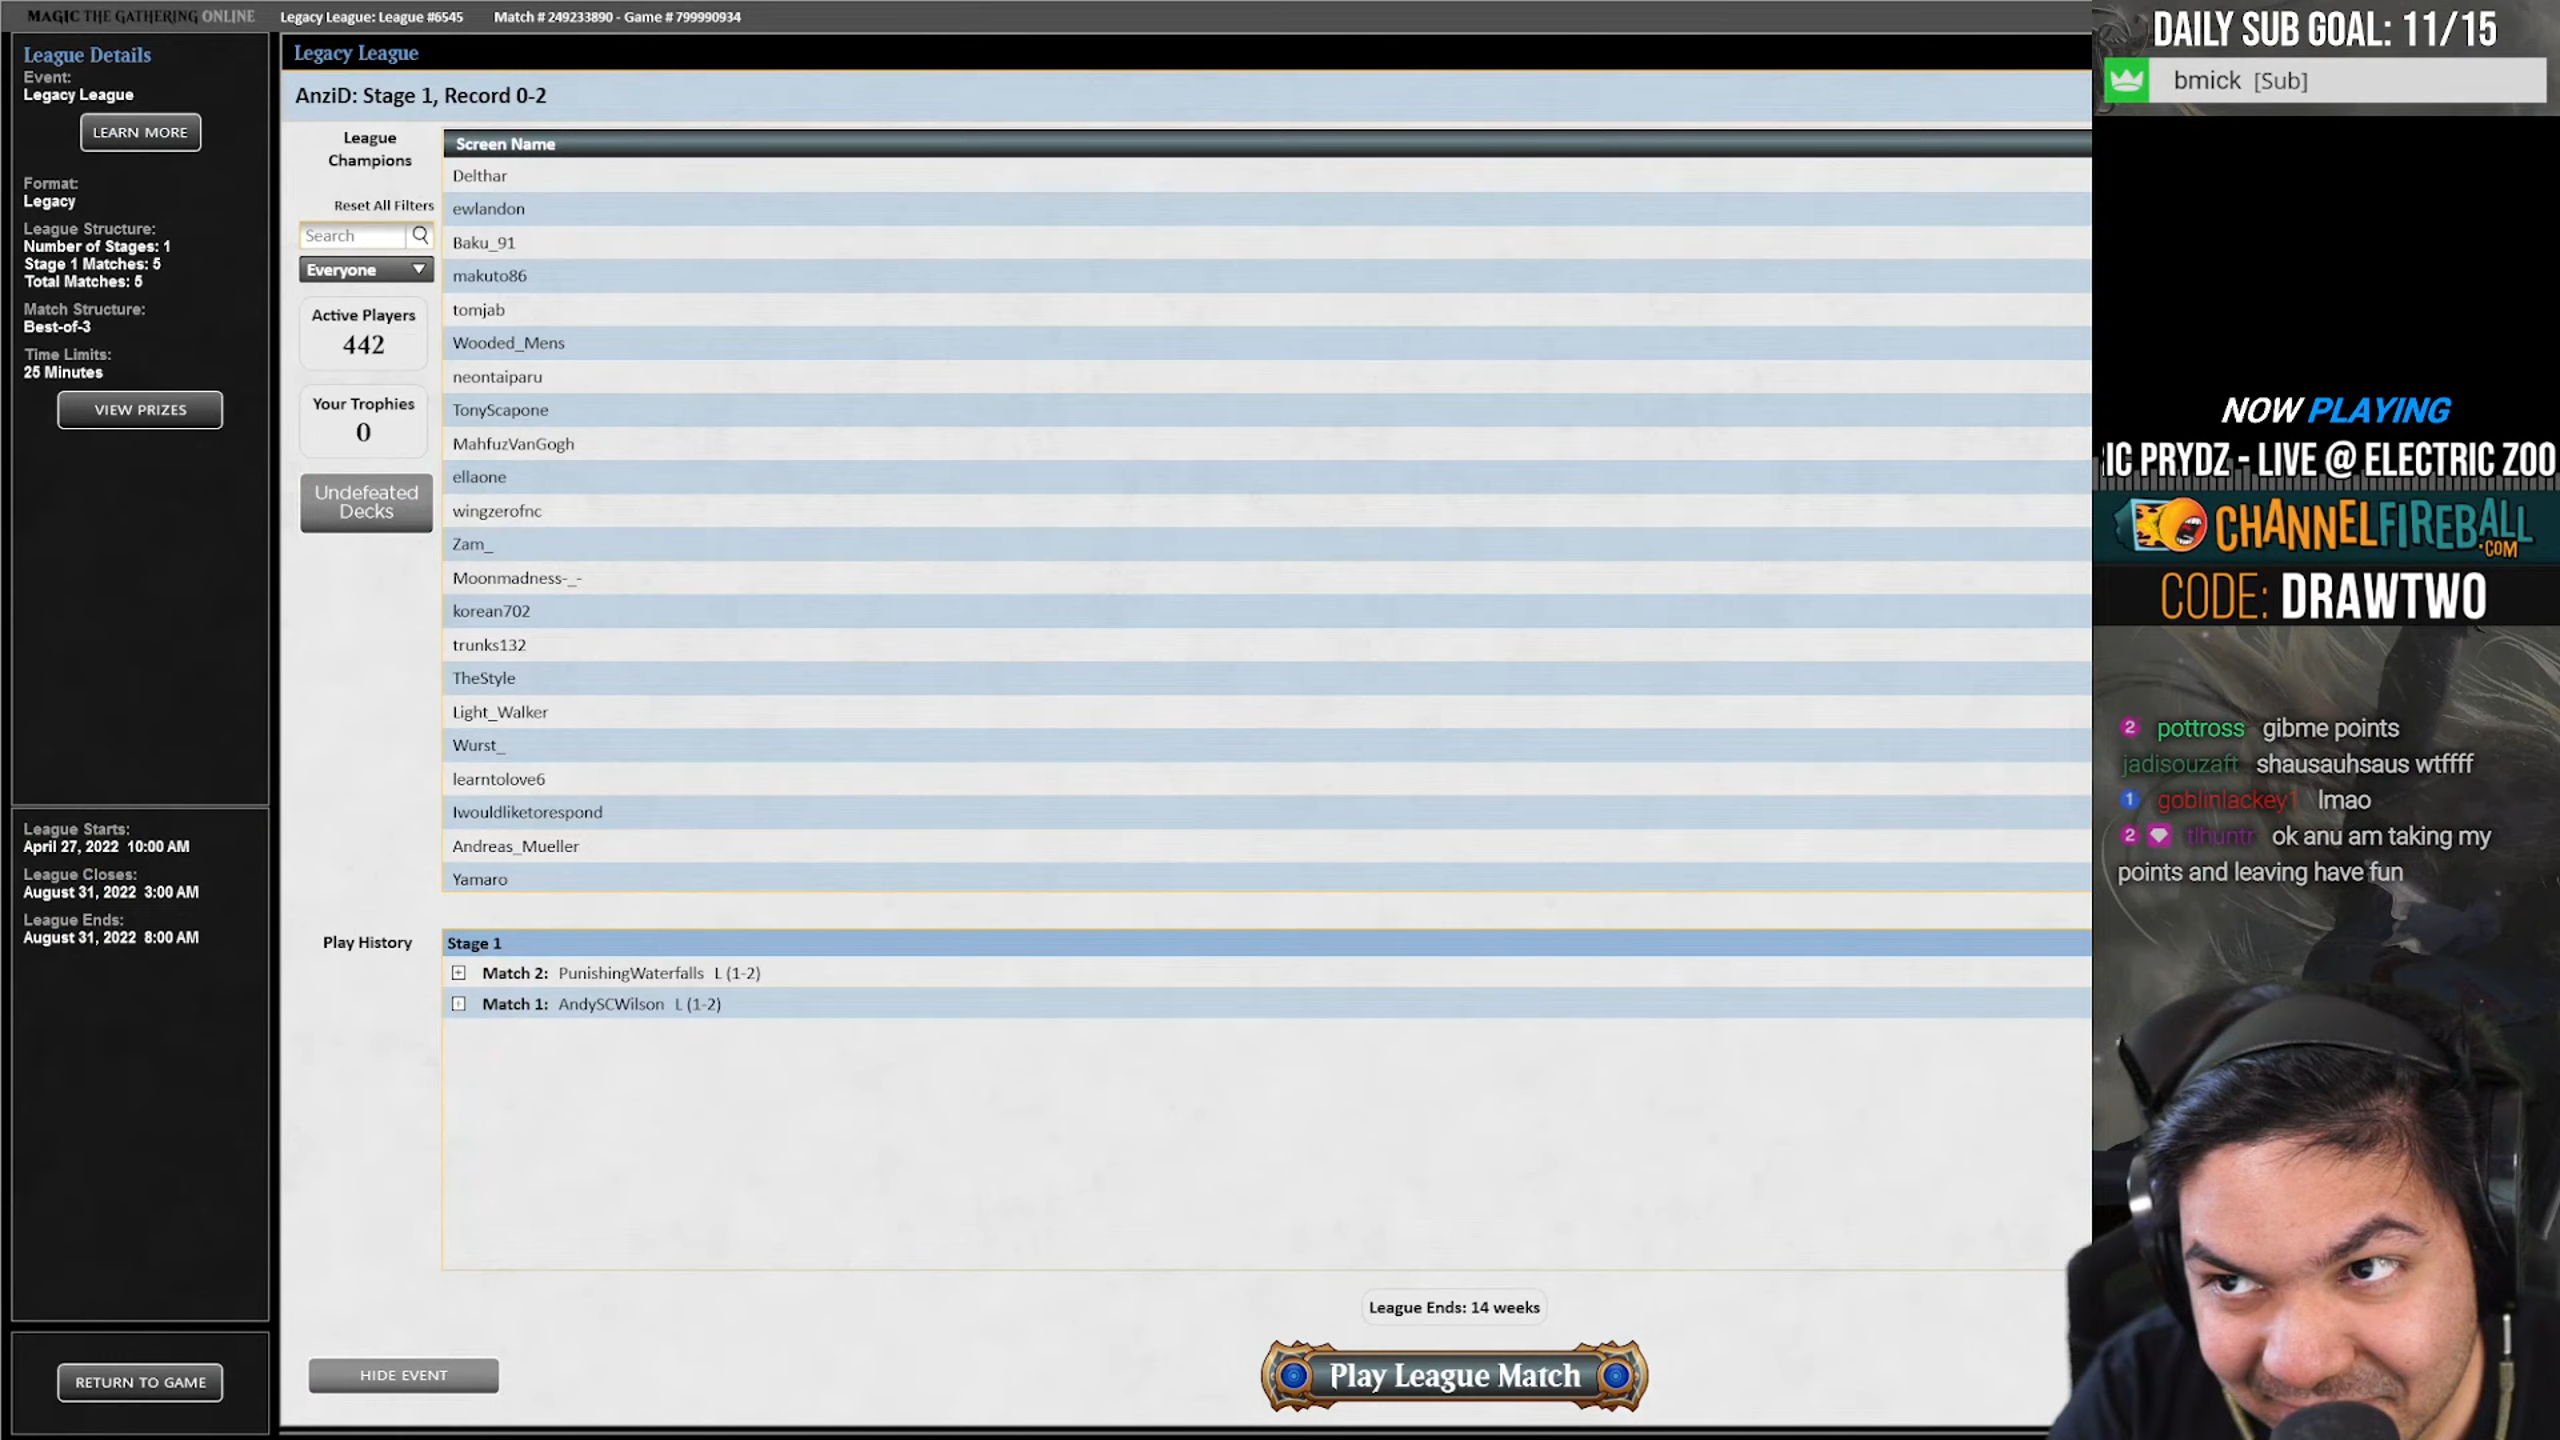 MAGIC THE GATHERING ONLINE
Legacy League: League #6545
Match # 249233890 - Game # 799990934
League Details
Event:
Legacy League
LEARN MORE
Format:
Legacy
League Structure:
Number of Stages: 1
Stage 1 Matches: 5
Total Matches: 5
Match Structure:
Best-of-3
Time Limits:
25 Minutes
VIEW PRIZES
League Starts:
April 27, 2022 10:00 AM
League Closes:
August 31, 2022 3:00 AM
League Ends:
August 31, 2022 8:00 AM
RETURN TO GAME
Legacy League
AnziD: Stage 1, Record 0-2
League
Champions
Reset All Filters
Search
Everyone
Active Players
442
Your Trophies
0
Undefeated
Decks
Screen Name
Delthar
ewlandon
Baku_91
makuto86
tomjab
Wooded_Mens
neontaiparu
TonyScapone
MahfuzVanGogh
ellaone
wingzerofnc
Zam_
Moonmadness-_-
korean702
trunks132
TheStyle
Light_Walker
Wurst_
learntolove6
Iwouldliketorespond
Andreas_Mueller
Yamaro
Play History
Stage 1
Match 2: PunishingWaterfalls L (1-2)
Match 1: AndySCWilson L (1-2)
League Ends: 14 weeks
HIDE EVENT
Play League Match
DAILY SUB GOAL: 11/15
bmick [Sub]
NOW PLAYING
IC PRYDZ - LIVE @ ELECTRIC ZOO
CHANNELFIREBALL
.COM
CODE: DRAWTWO
2 pottross gibme points
jadisouzaft shausauhsaus wtffff
1 goblinlackey1 lmao
2 tlhuntr ok anu am taking my
points and leaving have fun